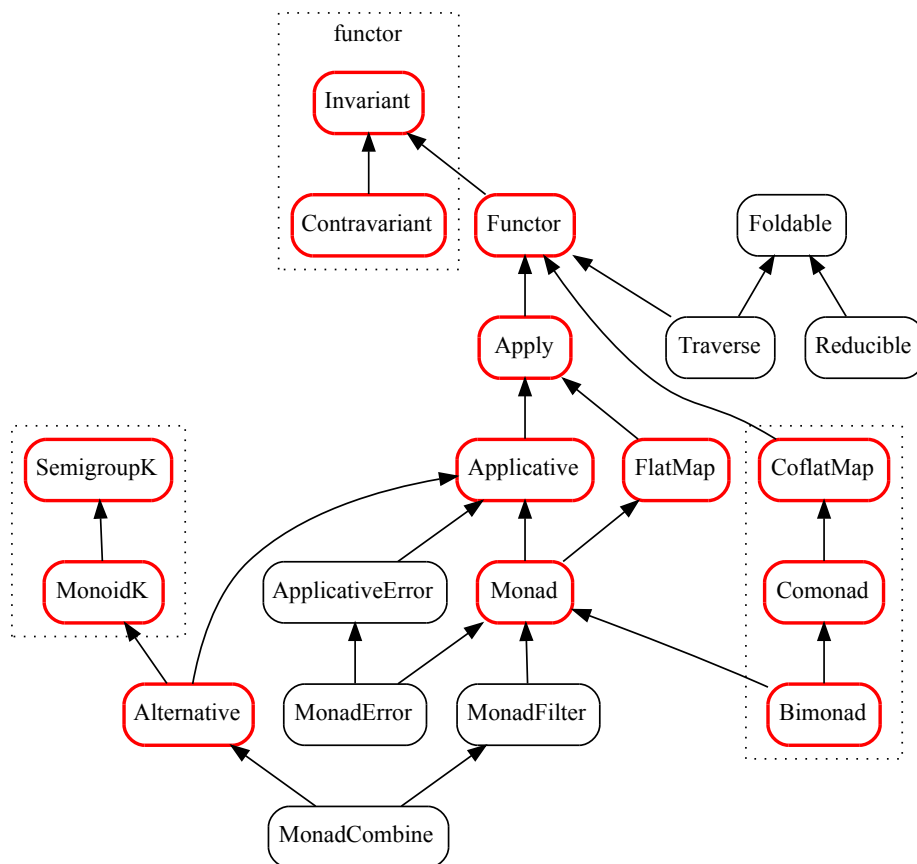 functor
Invariant
Contravariant
Functor
Foldable
Apply
Traverse
Reducible
SemigroupK
Applicative
FlatMap
CoflatMap
MonoidK
ApplicativeError
Monad
Comonad
Alternative
MonadError
MonadFilter
Bimonad
MonadCombine